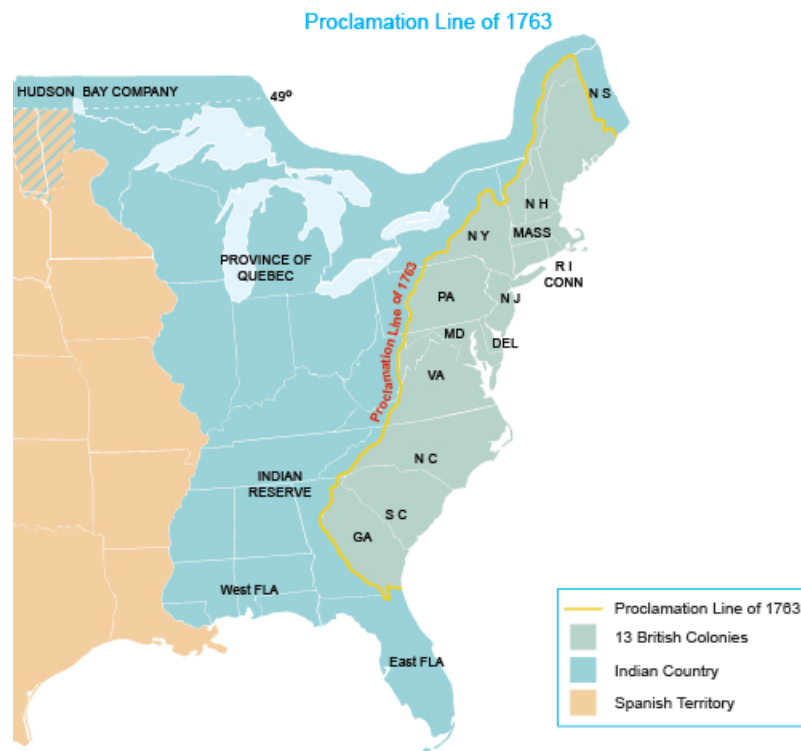 Proclamation Line of 1763
HUDSON BAY COMPANY
49º
N S
N H
MASS
N Y
R I
CONN
PROVINCE OF
QUEBEC
Proclamation Line of 1763
PA
N J
MD
DEL
VA
N C
INDIAN
RESERVE
S C
GA
West FLA
East FLA
Proclamation Line of 1763
13 British Colonies
Indian Country
Spanish Territory